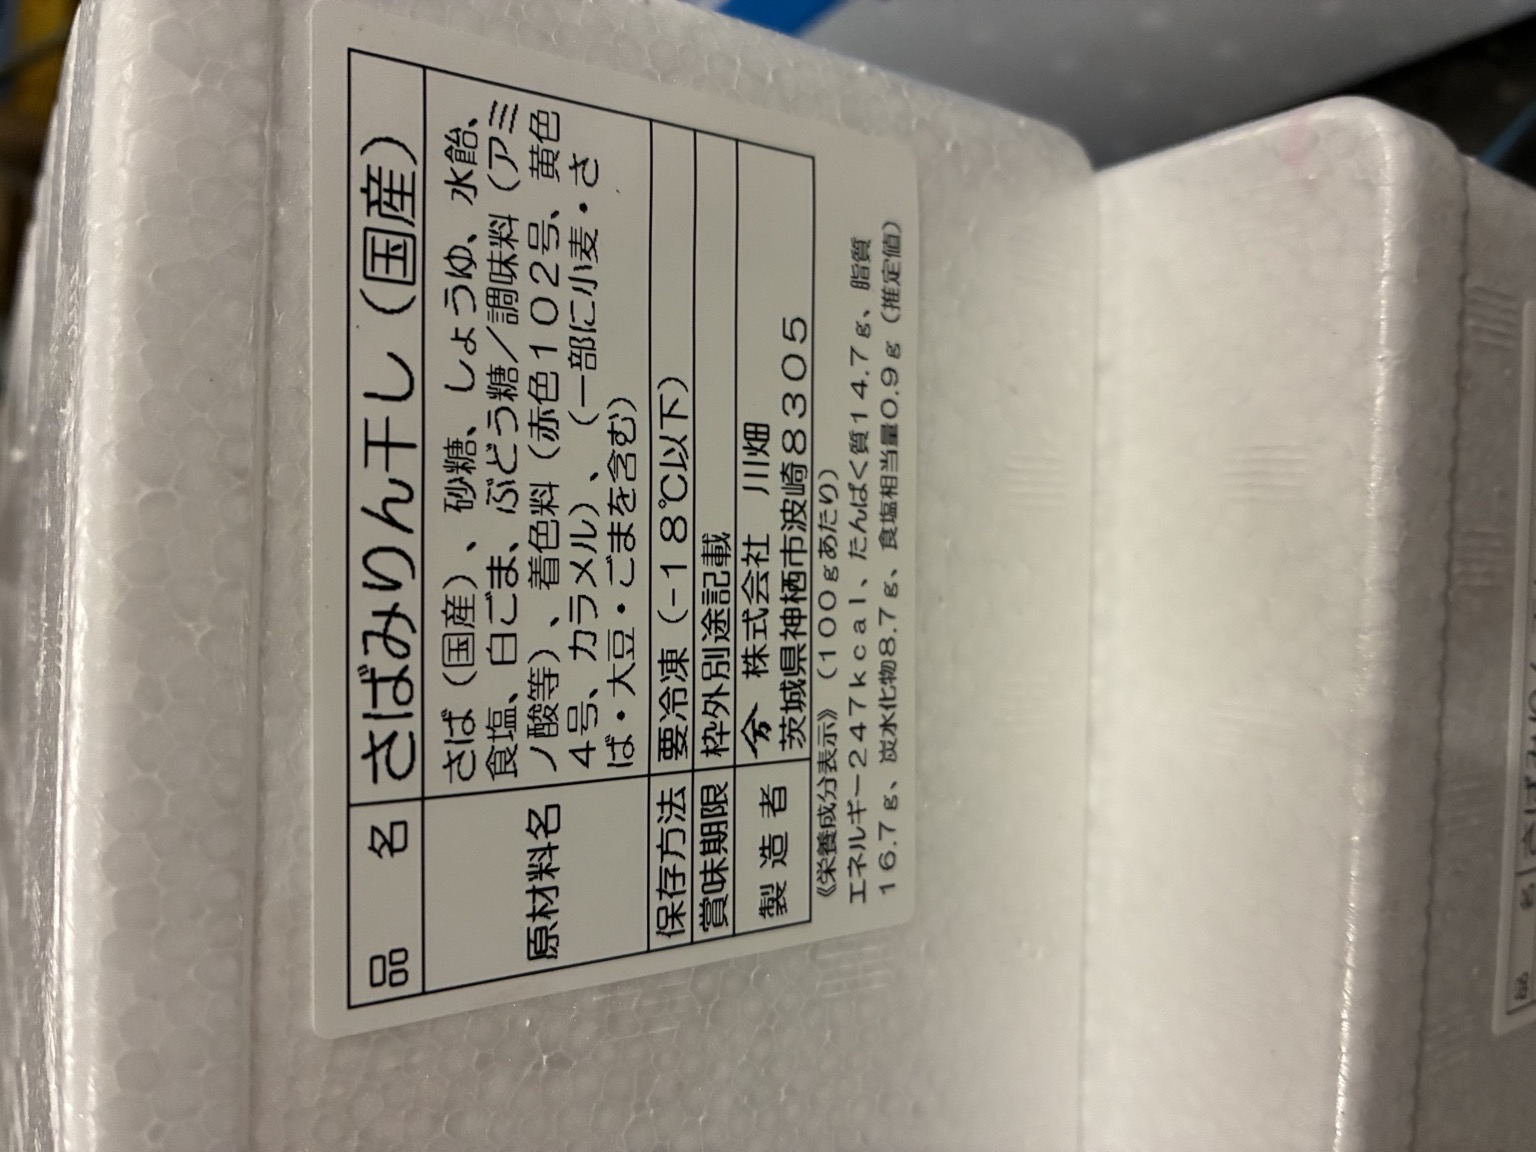 品名 さばみりん干し（国産）
原材料名
さば（国産）、砂糖、しょうゆ、水飴、
食塩、白ごま、ぶどう糖／調味料（アミ
ノ酸等）、着色料（赤色１０２号、黄色
４号、カラメル）、（一部に小麦・さ
ば・大豆・ごまを含む）
保存方法 要冷凍（−１８℃以下）
賞味期限 枠外別途記載
製造者 株式会社 川畑
茨城県神栖市波崎８３０５
《栄養成分表示》（１００ｇあたり）
エネルギー２４７ｋｃａｌ、たんぱく質１４.７ｇ、脂質
１６.７ｇ、炭水化物８.７ｇ、食塩相当量０.９ｇ（推定値）